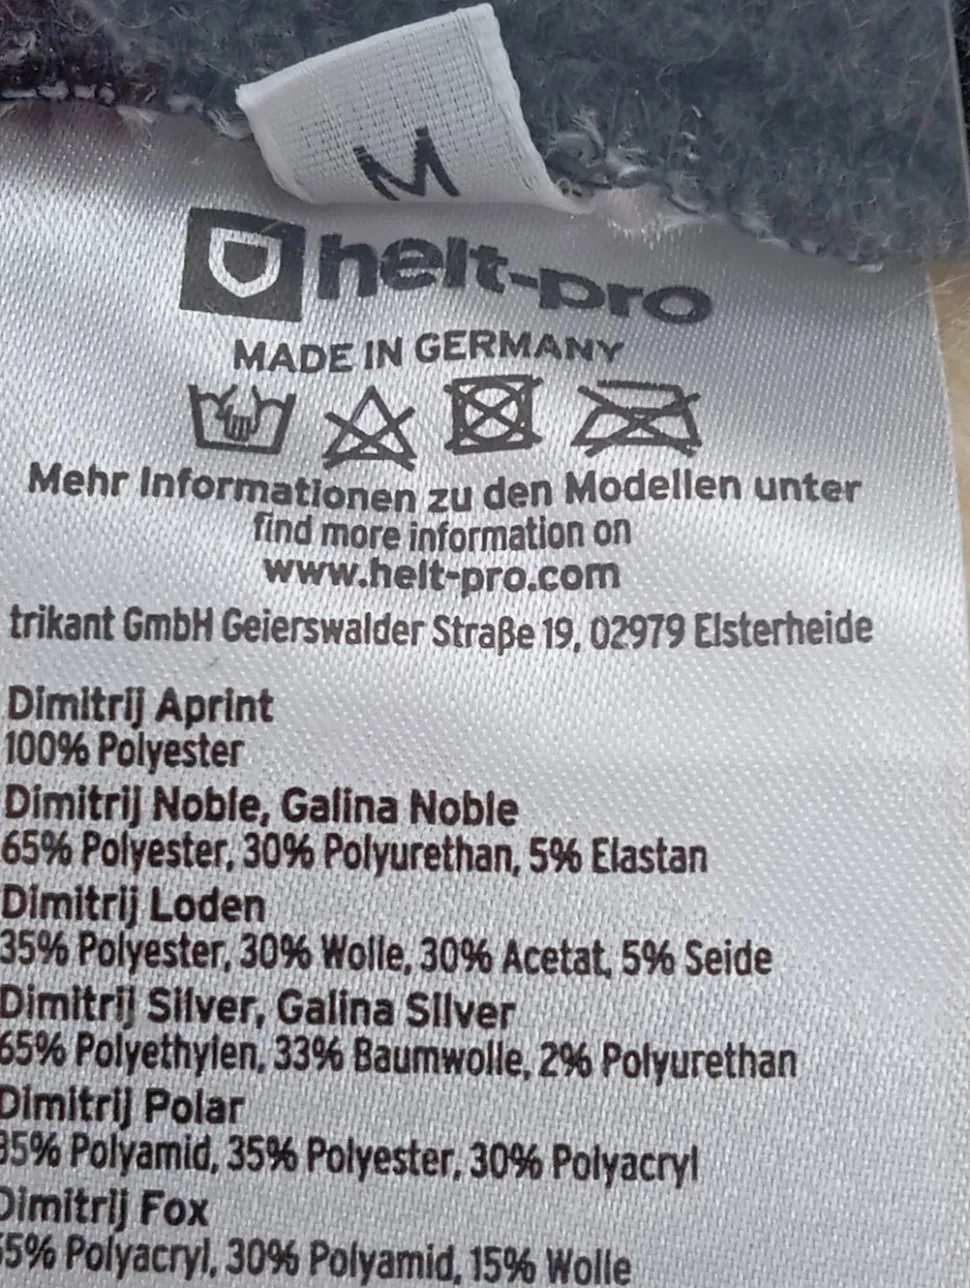 M
helt-pro
MADE IN GERMANY
Mehr Informationen zu den Modellen unter
find more information on
www.helt-pro.com
trikant GmbH Geierswalder Straße 19, 02979 Elsterheide
Dimitrij Aprint
100% Polyester
Dimitrij Noble, Galina Noble
65% Polyester, 30% Polyurethan, 5% Elastan
Dimitrij Loden
35% Polyester, 30% Wolle, 30% Acetat, 5% Seide
Dimitrij Silver, Galina Silver
65% Polyethylen, 33% Baumwolle, 2% Polyurethan
Dimitrij Polar
35% Polyamid, 35% Polyester, 30% Polyacryl
Dimitrij Fox
55% Polyacryl, 30% Polyamid, 15% Wolle